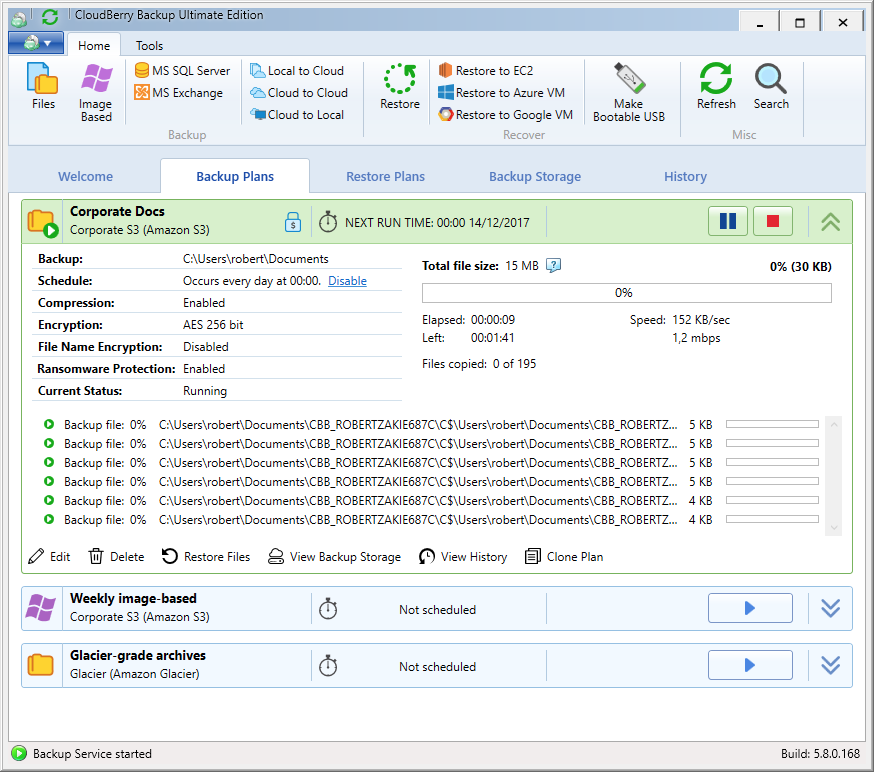 CloudBerry Backup Ultimate Edition
Home Tools
Files
Image Based
MS SQL Server
MS Exchange
Local to Cloud
Cloud to Cloud
Cloud to Local
Backup
Restore
Restore to EC2
Restore to Azure VM
Restore to Google VM
Recover
Make Bootable USB
Refresh
Search
Misc
Welcome Backup Plans Restore Plans Backup Storage History
Corporate Docs
Corporate S3 (Amazon S3)
NEXT RUN TIME: 00:00 14/12/2017
Backup: C:\Users\robert\Documents
Schedule: Occurs every day at 00:00. Disable
Compression: Enabled
Encryption: AES 256 bit
File Name Encryption: Disabled
Ransomware Protection: Enabled
Current Status: Running
Total file size: 15 MB 0% (30 KB)
0%
Elapsed: 00:00:09 Speed: 152 KB/sec
Left: 00:01:41 1,2 mbps
Files copied: 0 of 195
Backup file: 0% C:\Users\robert\Documents\CBB_ROBERTZAKIE687C\C$\Users\robert\Documents\CBB_ROBERTZ... 5 KB
Backup file: 0% C:\Users\robert\Documents\CBB_ROBERTZAKIE687C\C$\Users\robert\Documents\CBB_ROBERTZ... 5 KB
Backup file: 0% C:\Users\robert\Documents\CBB_ROBERTZAKIE687C\C$\Users\robert\Documents\CBB_ROBERTZ... 5 KB
Backup file: 0% C:\Users\robert\Documents\CBB_ROBERTZAKIE687C\C$\Users\robert\Documents\CBB_ROBERTZ... 5 KB
Backup file: 0% C:\Users\robert\Documents\CBB_ROBERTZAKIE687C\C$\Users\robert\Documents\CBB_ROBERTZ... 4 KB
Backup file: 0% C:\Users\robert\Documents\CBB_ROBERTZAKIE687C\C$\Users\robert\Documents\CBB_ROBERTZ... 4 KB
Edit Delete Restore Files View Backup Storage View History Clone Plan
Weekly image-based
Corporate S3 (Amazon S3)
Not scheduled
Glacier-grade archives
Glacier (Amazon Glacier)
Not scheduled
Backup Service started Build: 5.8.0.168